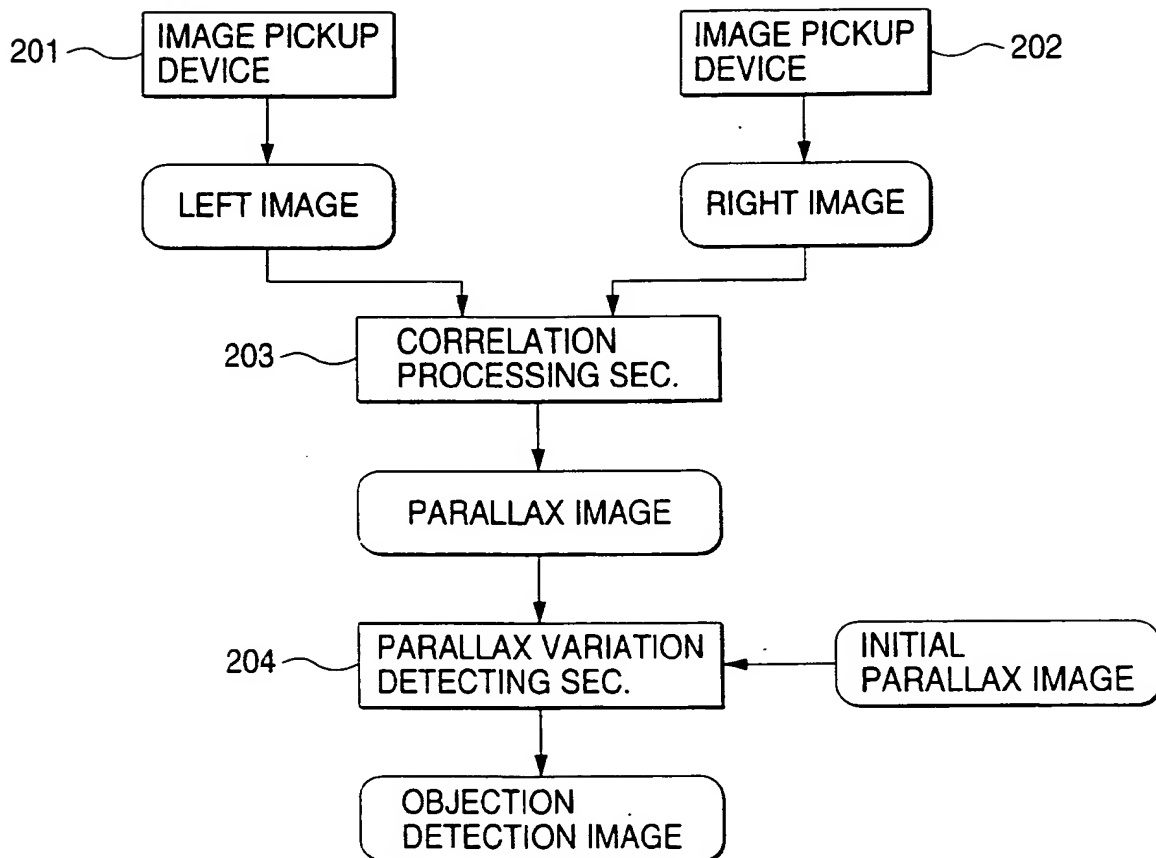 201
IMAGE PICKUP
DEVICE
IMAGE PICKUP
DEVICE
202
LEFT IMAGE
RIGHT IMAGE
203
CORRELATION
PROCESSING SEC.
PARALLAX IMAGE
204
PARALLAX VARIATION
DETECTING SEC.
INITIAL
PARALLAX IMAGE
OBJECTION
DETECTION IMAGE